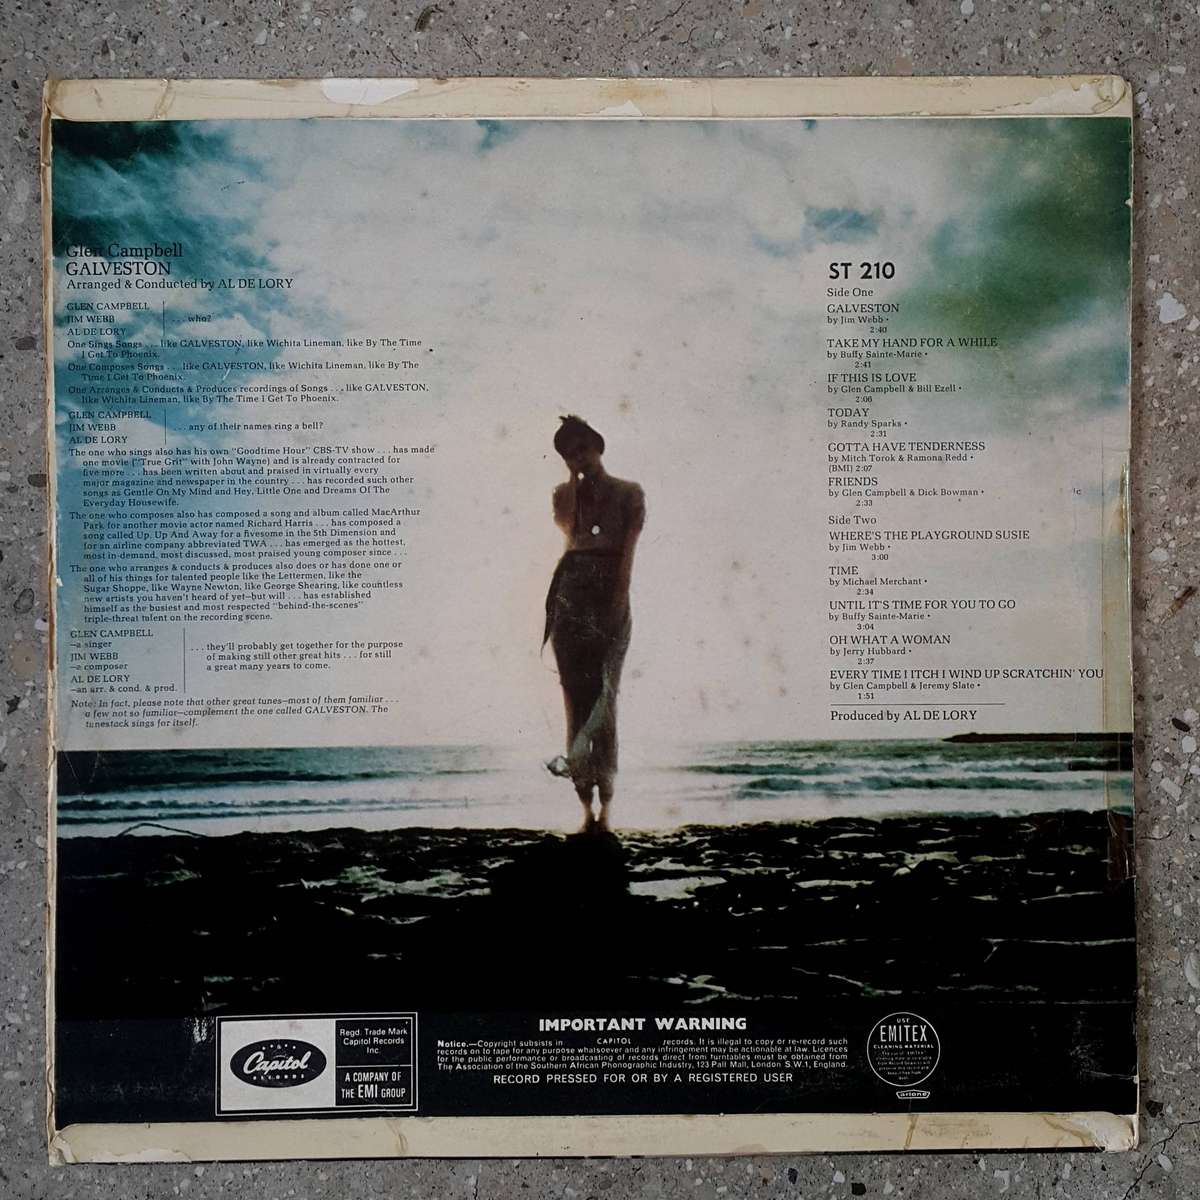 Glen Campbell
GALVESTON
Arranged & Conducted by AL DE LORY
GLEN CAMPBELL
JIM WEBB
AL DE LORY
. . . who?
One Sings Songs . . . like GALVESTON, like Wichita Lineman, like By The Time
I Get To Phoenix.
One Composes Songs . . . like GALVESTON, like Wichita Lineman, like By The
Time I Get To Phoenix.
One Arranges & Conducts & Produces recordings of Songs . . . like GALVESTON,
like Wichita Lineman, like By The Time I Get To Phoenix.
GLEN CAMPBELL
JIM WEBB
AL DE LORY
. . . any of their names ring a bell?
The one who sings also has his own "Goodtime Hour" CBS-TV show . . . has made
one movie ("True Grit" with John Wayne) and is already contracted for
five more . . . has been written about and praised in virtually every
major magazine and newspaper in the country . . . has recorded such other
songs as Gentle On My Mind and Hey, Little One and Dreams Of The
Everyday Housewife.
The one who composes also has composed a song and album called MacArthur
Park for another movie actor named Richard Harris . . . has composed a
song called Up, Up And Away for a fivesome in the 5th Dimension and
for an airline company abbreviated TWA . . . has emerged as the hottest,
most in-demand, most discussed, most praised young composer since . . .
The one who arranges & conducts & produces also does or has done one or
all of his things for talented people like the Lettermen, like the
Sugar Shoppe, like Wayne Newton, like George Shearing, like countless
new artists you haven't heard of yet—but will . . . has established
himself as the busiest and most respected "behind-the-scenes"
triple-threat talent on the recording scene.
GLEN CAMPBELL
—a singer
JIM WEBB
—a composer
AL DE LORY
—an arr. & cond. & prod.
. . . they'll probably get together for the purpose
of making still other great hits . . . for still
a great many years to come.
Note: In fact, please note that other great tunes—most of them familiar . . .
a few not so familiar—complement the one called GALVESTON. The
tunestack sings for itself.
ST 210
Side One
GALVESTON
by Jim Webb •
2:40
TAKE MY HAND FOR A WHILE
by Buffy Sainte-Marie •
2:41
IF THIS IS LOVE
by Glen Campbell & Bill Ezell •
2:06
TODAY
by Randy Sparks •
2:31
GOTTA HAVE TENDERNESS
by Mitch Torok & Ramona Redd •
(BMI) 2:07
FRIENDS
by Glen Campbell & Dick Bowman •
2:33
Side Two
WHERE'S THE PLAYGROUND SUSIE
by Jim Webb •
3:00
TIME
by Michael Merchant •
2:34
UNTIL IT'S TIME FOR YOU TO GO
by Buffy Sainte-Marie •
3:04
OH WHAT A WOMAN
by Jerry Hubbard •
2:37
EVERY TIME I ITCH I WIND UP SCRATCHIN' YOU
by Glen Campbell & Jeremy Slate •
1:51
Produced by AL DE LORY
Capitol
RECORDS
Regd. Trade Mark
Capitol Records
Inc.
A COMPANY OF
THE EMI GROUP
IMPORTANT WARNING
Notice.—Copyright subsists in CAPITOL records. It is illegal to copy or re-record such
records on to tape for any purpose whatsoever and any infringement may be actionable at law. Licences
for the public performance or broadcasting of records direct from turntables must be obtained from
The Association of the Southern African Phonographic Industry, 123 Pall Mall, London S.W.1, England.
RECORD PRESSED FOR OR BY A REGISTERED USER
USE
EMITEX
CLEANING MATERIAL